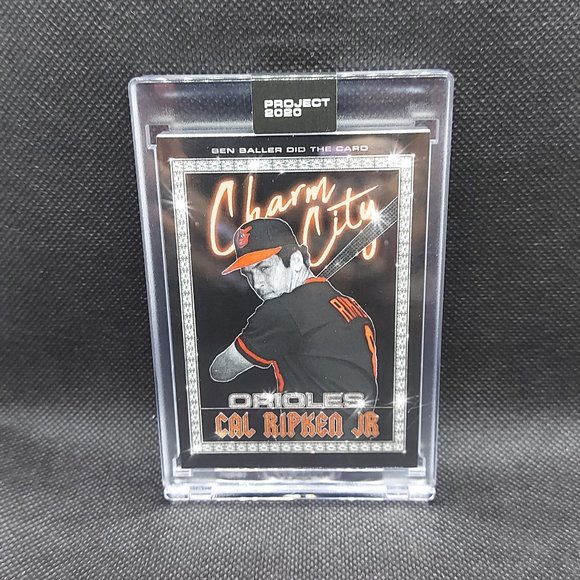 PROJECT
2020
BEN BALLER DID THE CARD
Charm
City
ORIOLES
CAL RIPKEN JR